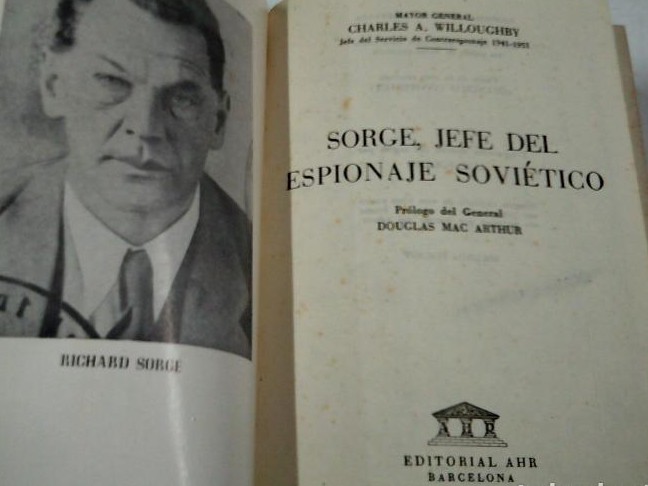 RICHARD SORGE
MAYOR GENERAL
CHARLES A. WILLOUGHBY
Jefe del Servicio de Contraespionaje 1941-1951
SORGE, JEFE DEL
ESPIONAJE SOVIÉTICO
Prólogo del General
DOUGLAS MAC ARTHUR
AHR
EDITORIAL AHR
BARCELONA